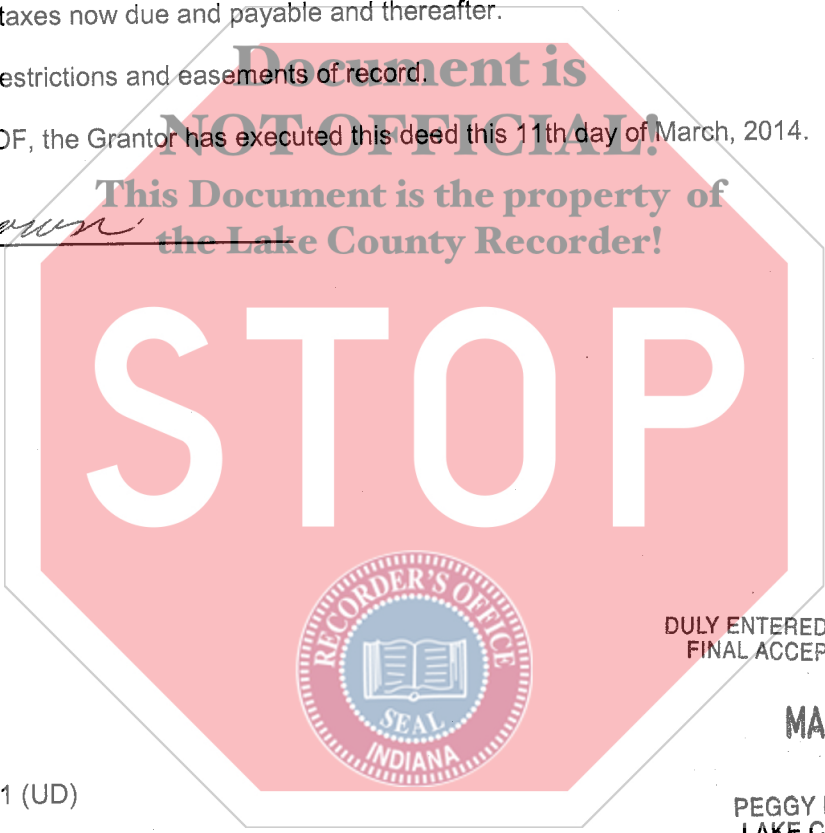 taxes now due and payable and thereafter.
Document is
estrictions and easements of record.
NOT OFFICIAL!
OF, the Grantor has executed this deed this 11th day of March, 2014.
This Document is the property of
the Lake County Recorder!
STOP
RECORDER'S OFFICE
SEAL
INDIANA
DULY ENTERED
FINAL ACCEP
MA
1 (UD)
PEGGY
LAKE C